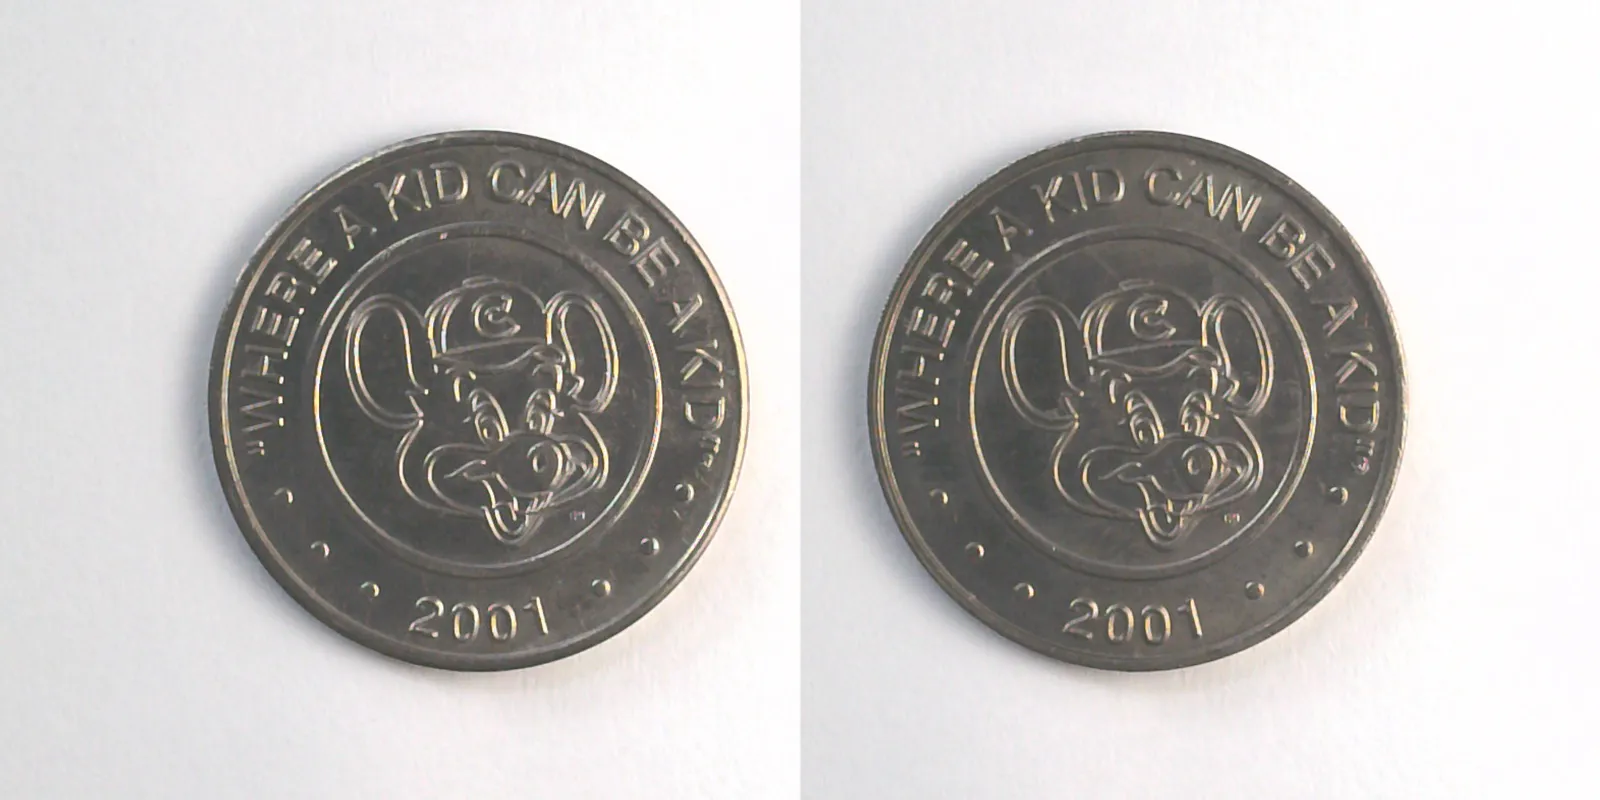 "WHERE A KID CAN BE A KID"®
C
2001
"WHERE A KID CAN BE A KID"®
C
2001